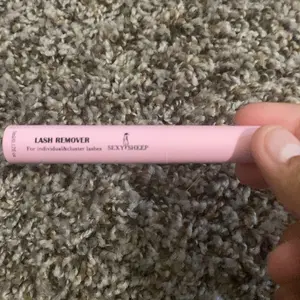 LASH REMOVER
For individual&cluster lashes
SEXYSHEEP